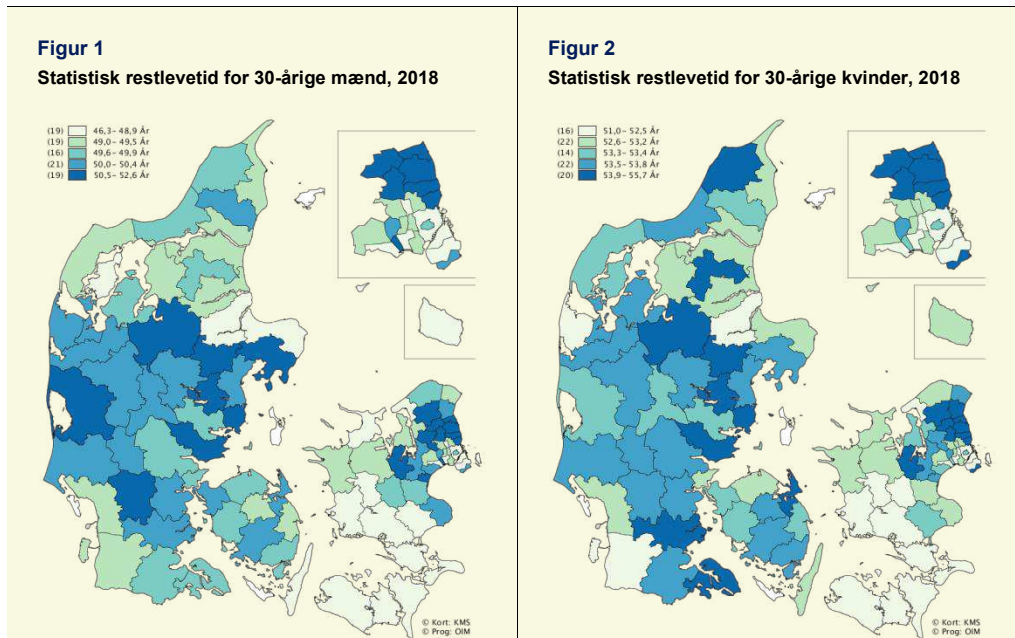 Figur 1
Statistisk restlevetid for 30-årige mænd, 2018
(19) 46,3– 48,9 År
(19) 49,0– 49,5 År
(16) 49,6– 49,9 År
(21) 50,0– 50,4 År
(19) 50,5– 52,6 År
© Kort: KMS
© Prog: OIM
Figur 2
Statistisk restlevetid for 30-årige kvinder, 2018
(16) 51,0– 52,5 År
(22) 52,6– 53,2 År
(14) 53,3– 53,4 År
(22) 53,5– 53,8 År
(20) 53,9– 55,7 År
© Kort: KMS
© Prog: OIM